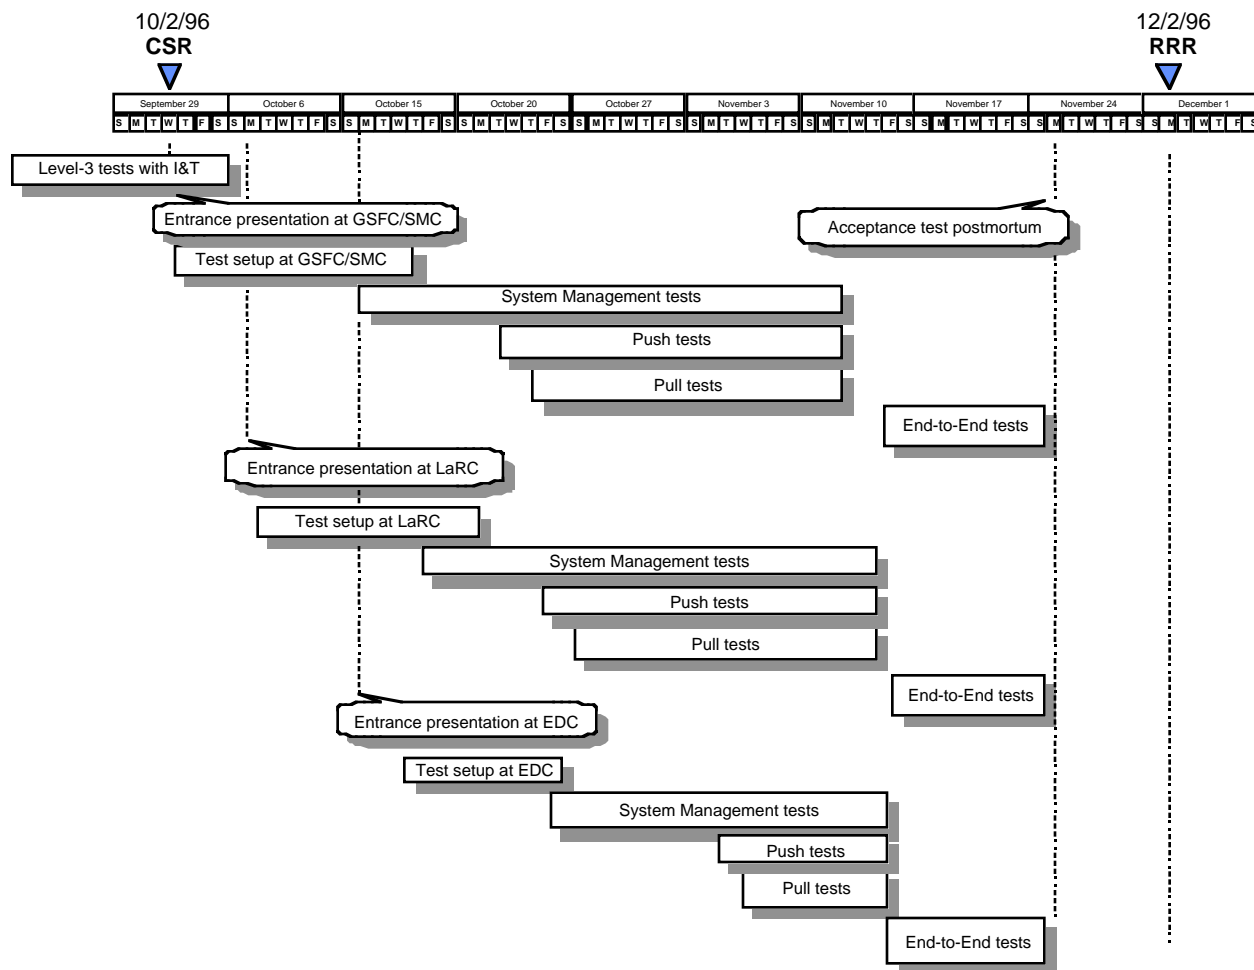 10/2/96
CSR
12/2/96
RRR
September 29 October 6 October 15 October 20 October 27 November 3 November 10 November 17 November 24 December 1
S M T W T F S S M T W T F S S M T W T F S S M T W T F S S M T W T F S S M T W T F S S M T W T F S S M T W T F S S M T W T F S S M T W T F S
Level-3 tests with I&T
Entrance presentation at GSFC/SMC
Acceptance test postmortum
Test setup at GSFC/SMC
System Management tests
Push tests
Pull tests
End-to-End tests
Entrance presentation at LaRC
Test setup at LaRC
System Management tests
Push tests
Pull tests
End-to-End tests
Entrance presentation at EDC
Test setup at EDC
System Management tests
Push tests
Pull tests
End-to-End tests